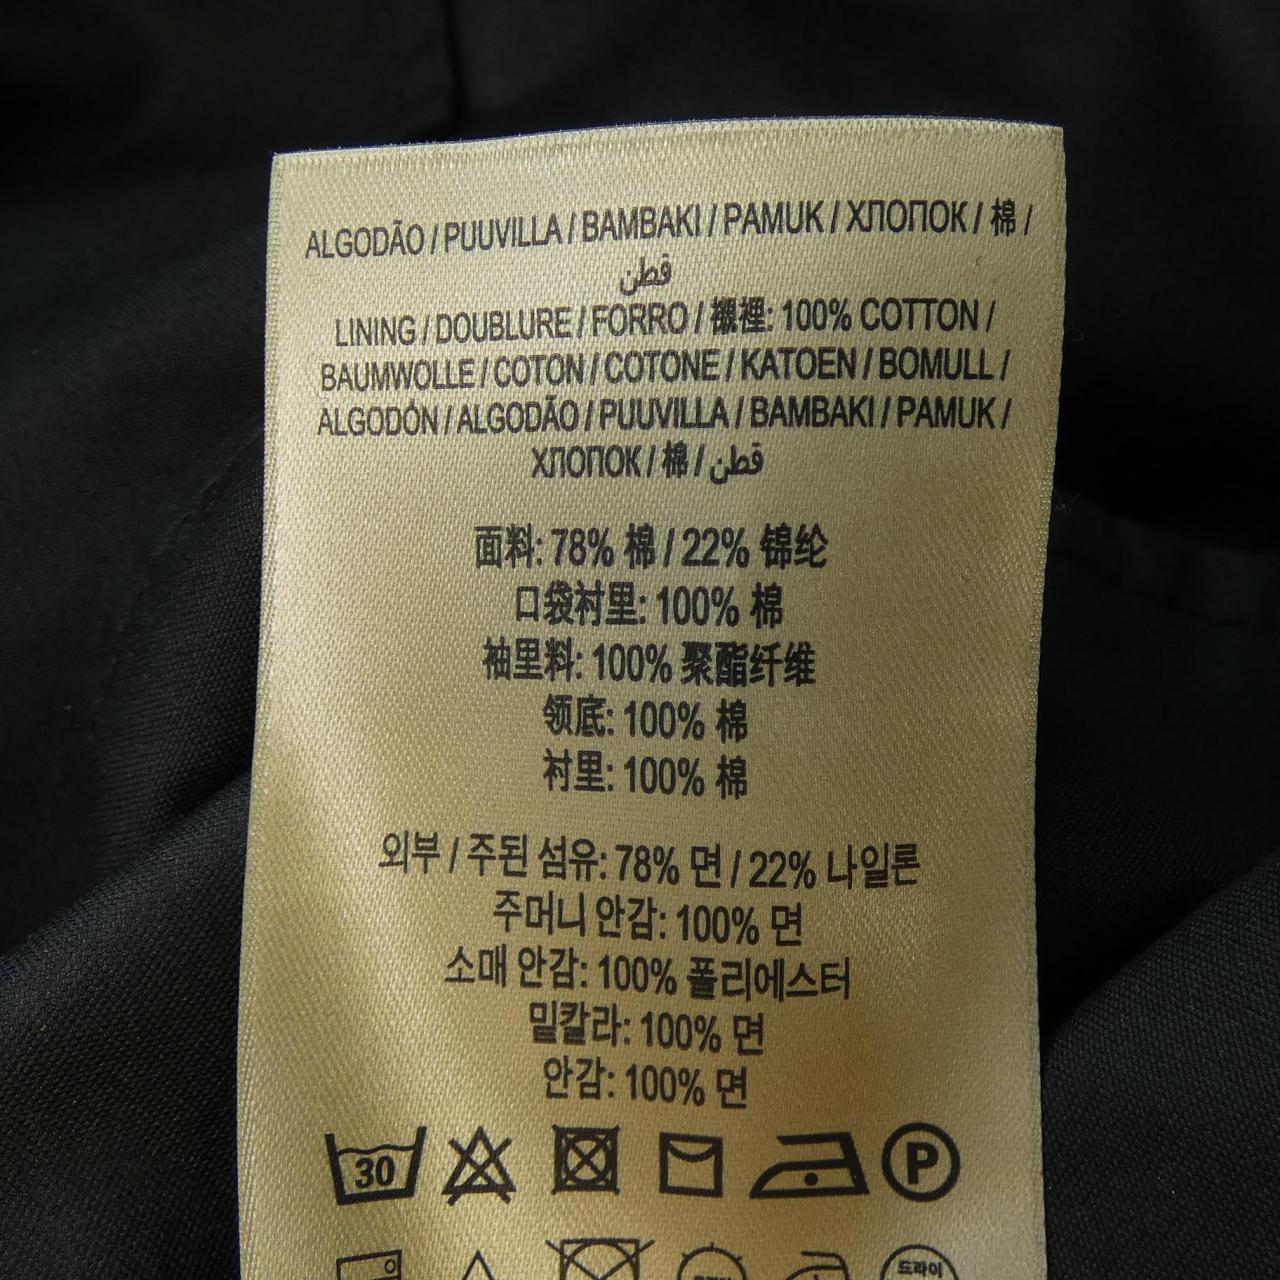 ALGODÃO / PUUVILLA / BAMBAKI / PAMUK / ХЛОПОК / 棉 /
قطن
LINING / DOUBLURE / FORRO / 襯裡: 100% COTTON /
BAUMWOLLE / COTON / COTONE / KATOEN / BOMULL /
ALGODÓN / ALGODÃO / PUUVILLA / BAMBAKI / PAMUK /
ХЛОПОК / 棉 / قطن
面料: 78% 棉 / 22% 锦纶
口袋衬里: 100% 棉
袖里料: 100% 聚酯纤维
领底: 100% 棉
衬里: 100% 棉
외부 / 주된 섬유: 78% 면 / 22% 나일론
주머니 안감: 100% 면
소매 안감: 100% 폴리에스터
밑칼라: 100% 면
안감: 100% 면
30 P
드라이